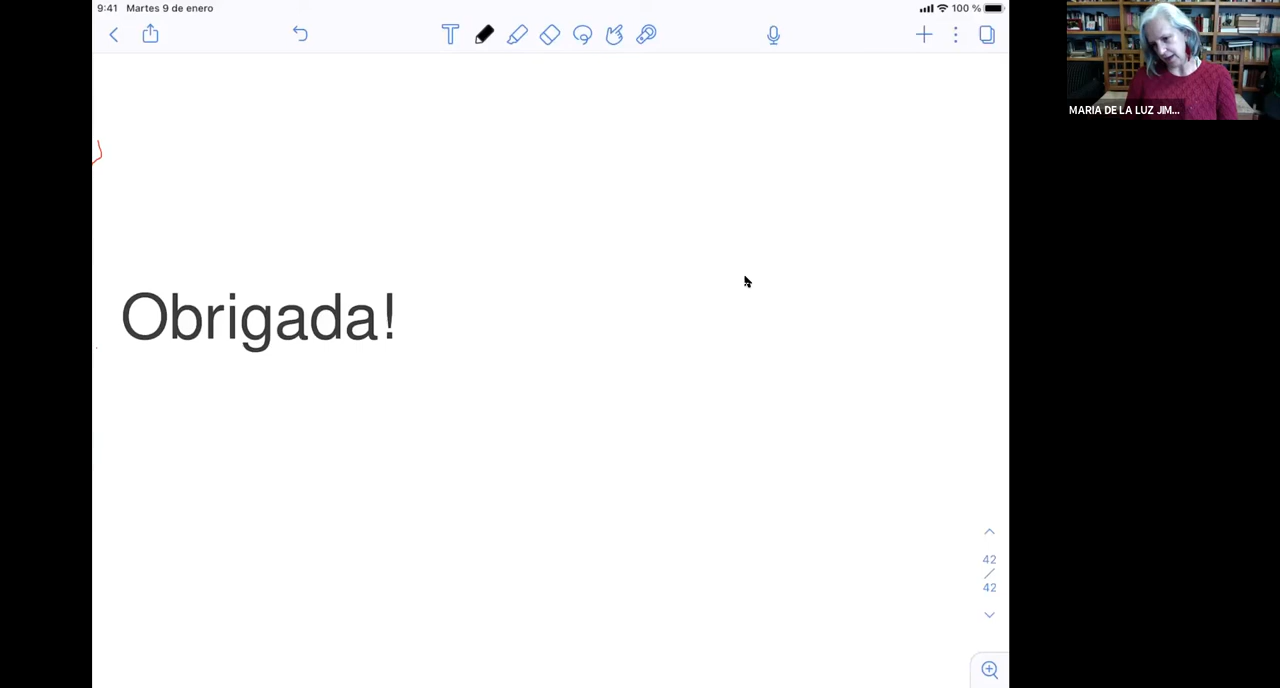 9:41 Martes 9 de enero
100 %
MARIA DE LA LUZ JIM...
Obrigada!
42
/
42